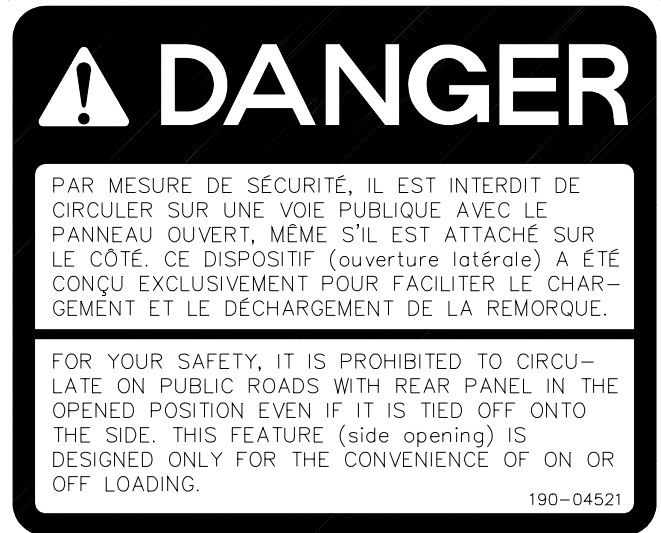 DANGER
PAR MESURE DE SÉCURITÉ, IL EST INTERDIT DE
CIRCULER SUR UNE VOIE PUBLIQUE AVEC LE
PANNEAU OUVERT, MÊME S'IL EST ATTACHÉ SUR
LE CÔTÉ. CE DISPOSITIF (ouverture latérale) A ÉTÉ
CONÇU EXCLUSIVEMENT POUR FACILITER LE CHAR-
GEMENT ET LE DÉCHARGEMENT DE LA REMORQUE.
FOR YOUR SAFETY, IT IS PROHIBITED TO CIRCU-
LATE ON PUBLIC ROADS WITH REAR PANEL IN THE
OPENED POSITION EVEN IF IT IS TIED OFF ONTO
THE SIDE. THIS FEATURE (side opening) IS
DESIGNED ONLY FOR THE CONVENIENCE OF ON OR
OFF LOADING.
190-04521